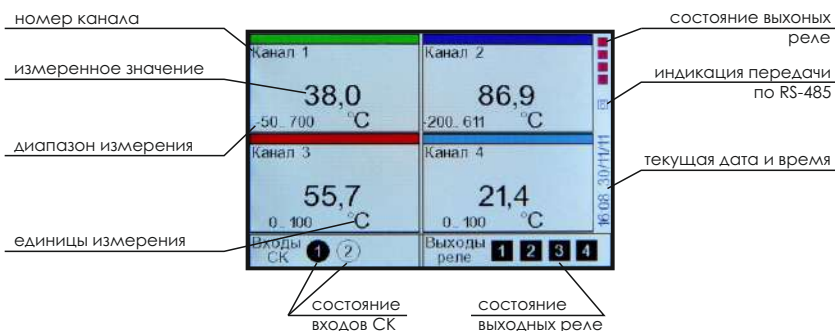 номер канала
измеренное значение
диапазон измерения
единицы измерения
Канал 1
38,0
-50.. 700 °C
Канал 2
86,9
-200.. 611 °C
Канал 3
55,7
0.. 100 °C
Канал 4
21,4
0.. 100 °C
Входы
СК
1 2
Выходы
реле
1 2 3 4
16:08 30/11/11
состояние выхоных
реле
индикация передачи
по RS-485
текущая дата и время
состояние
входов СК
состояние
выходных реле